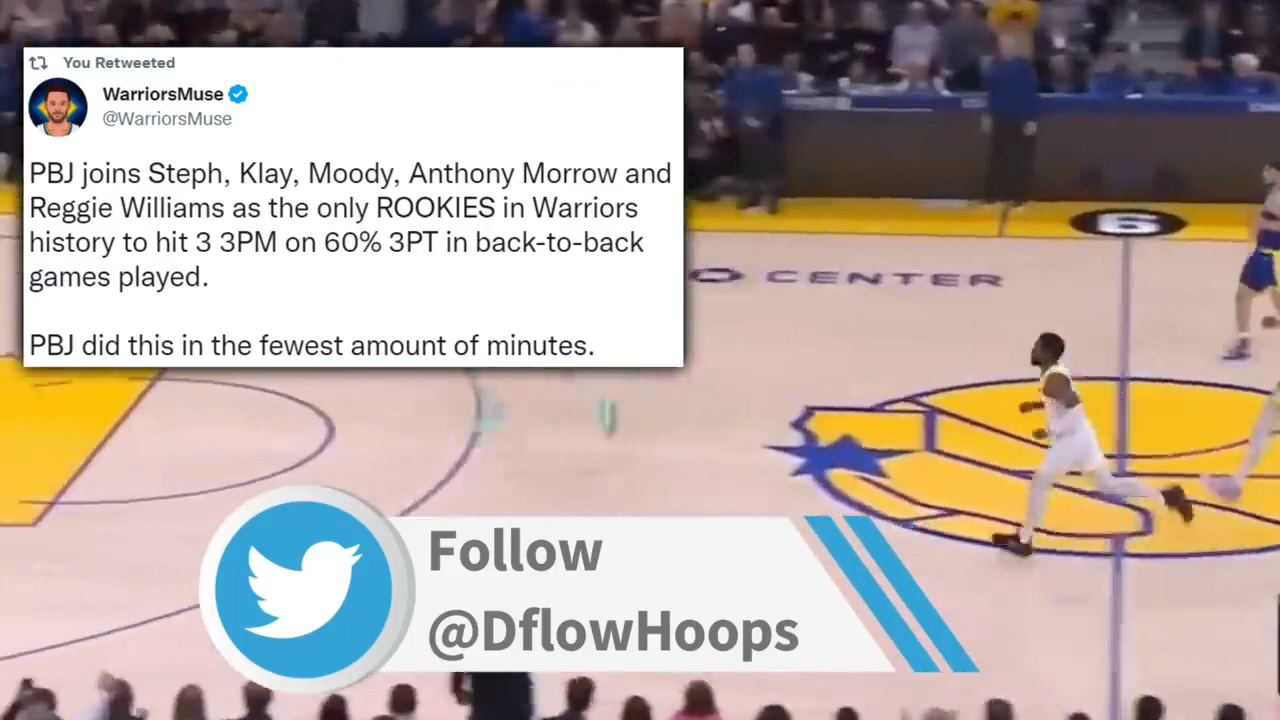 You Retweeted
WarriorsMuse
@WarriorsMuse
PBJ joins Steph, Klay, Moody, Anthony Morrow and
Reggie Williams as the only ROOKIES in Warriors
history to hit 3 3PM on 60% 3PT in back-to-back
games played.
PBJ did this in the fewest amount of minutes.
6
CENTER
Follow
@DflowHoops